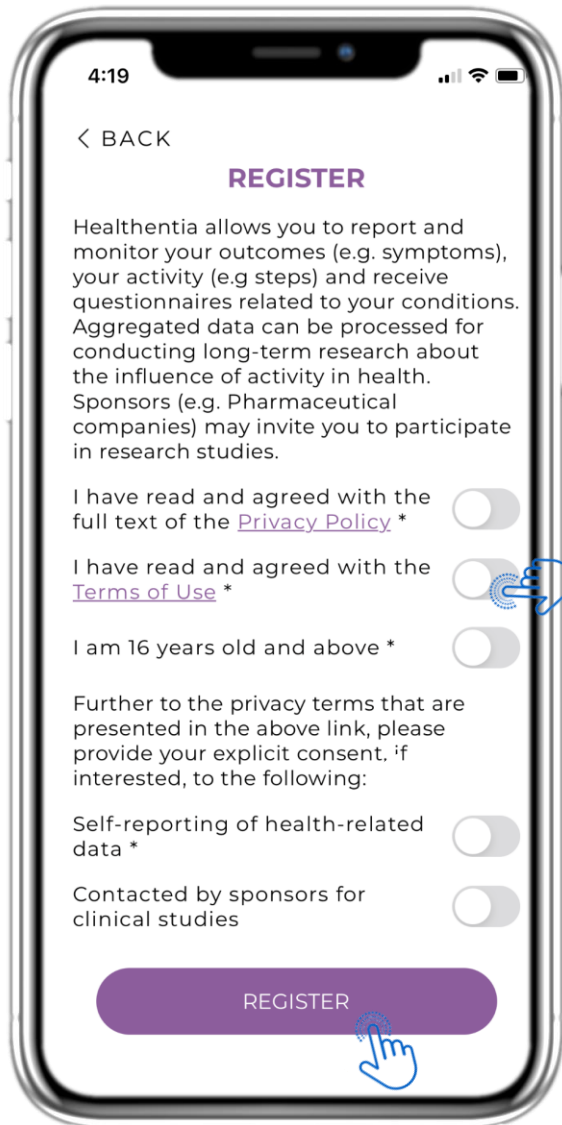 4:19
< BACK
REGISTER
Healthentia allows you to report and
monitor your outcomes (e.g. symptoms),
your activity (e.g steps) and receive
questionnaires related to your conditions.
Aggregated data can be processed for
conducting long-term research about
the influence of activity in health.
Sponsors (e.g. Pharmaceutical
companies) may invite you to participate
in research studies.
I have read and agreed with the
full text of the Privacy Policy *
I have read and agreed with the
Terms of Use *
I am 16 years old and above *
Further to the privacy terms that are
presented in the above link, please
provide your explicit consent, if
interested, to the following:
Self-reporting of health-related
data *
Contacted by sponsors for
clinical studies
REGISTER